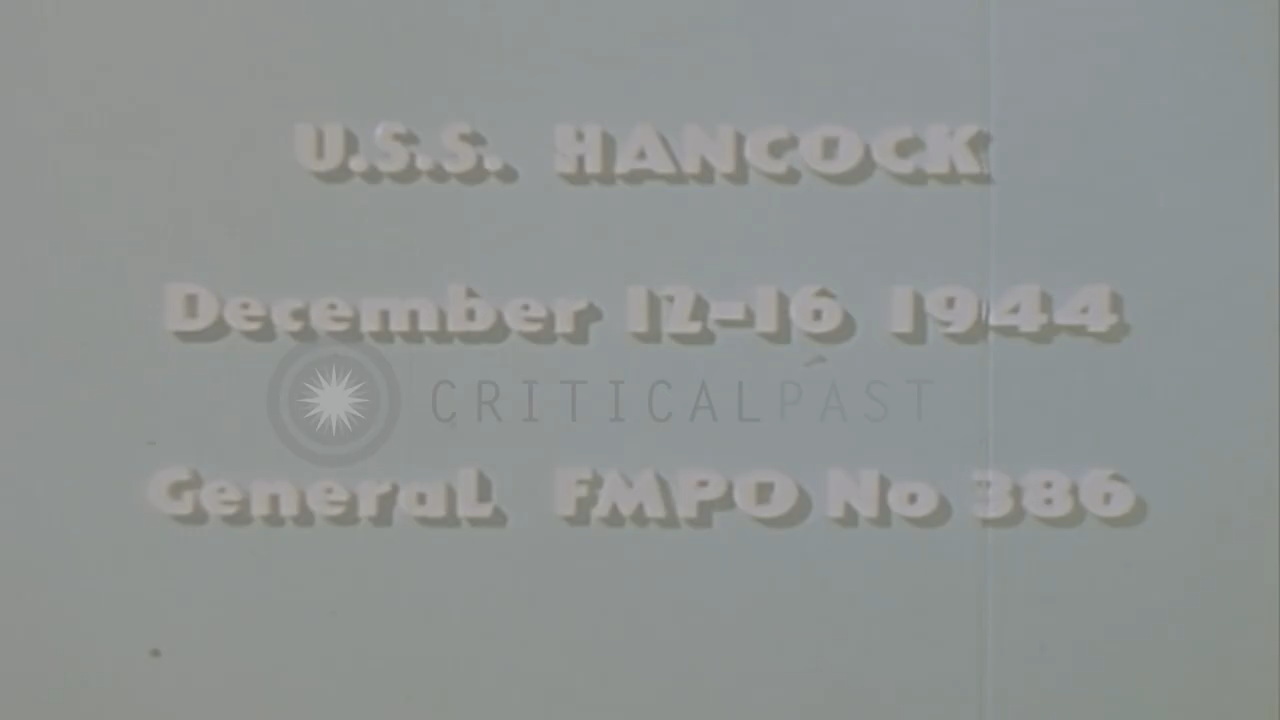 U.S.S. HANCOCK
December 12-16 1944
CRITICALPAST
GeneraL FMPO No 386